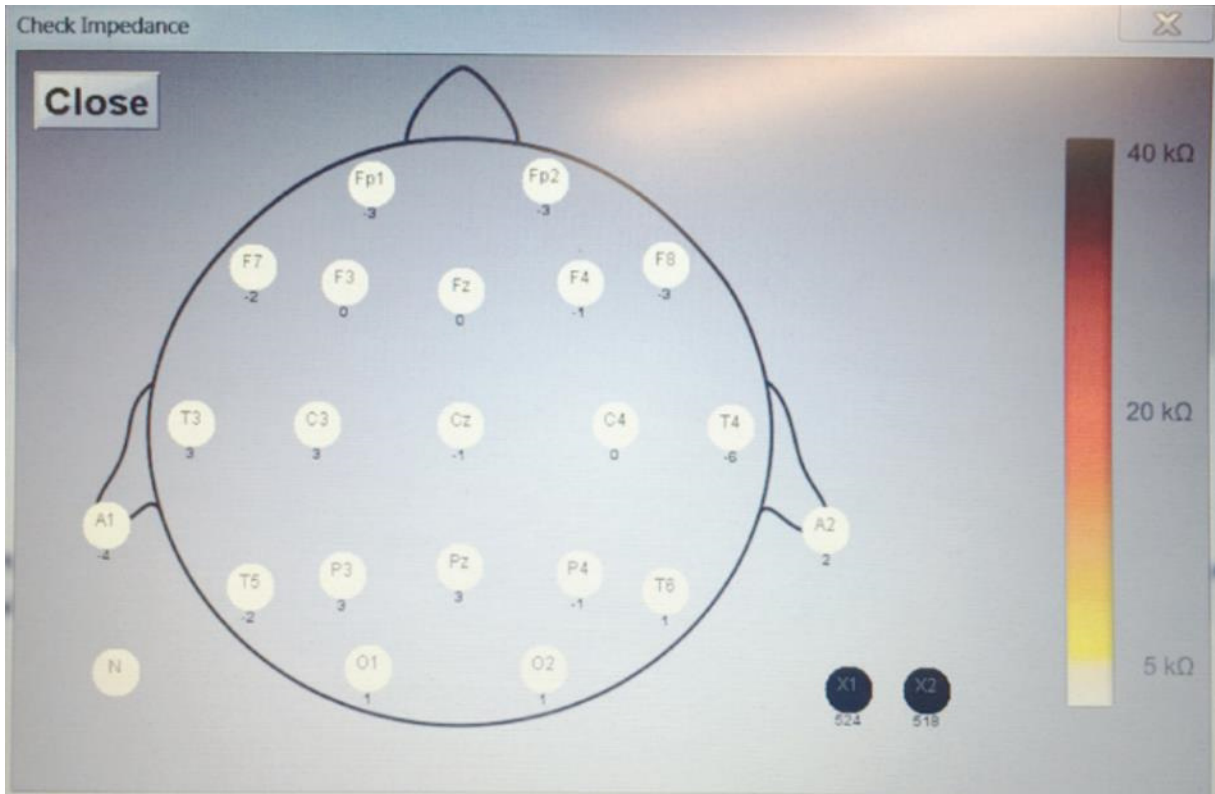 Check Impedance
Close
40 kΩ
Fp1 Fp2
-3 -3
F7 F3 Fz F4 F8
-2 0 0 -1 -3
20 kΩ
T3 C3 Cz C4 T4
3 3 -1 0 -6
A1 A2
-4 2
T5 P3 Pz P4 T6
-2 3 3 -1 1
N O1 O2 5 kΩ
1 1
X1 X2
524 518